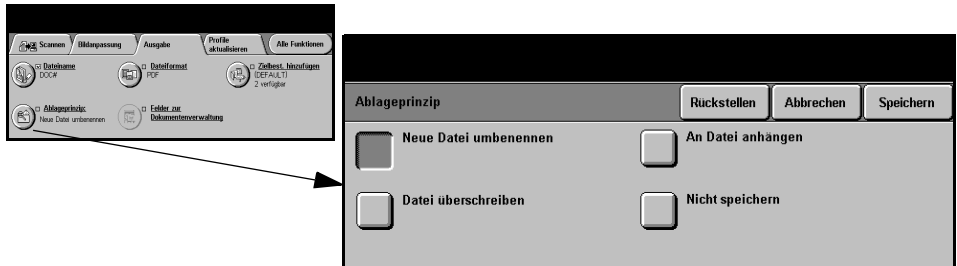 Scannen Bildanpassung Ausgabe Profile aktualisieren Alle Funktionen
Dateiname
DOC#
Dateiformat
PDF
Zielbest. hinzufügen
(DEFAULT)
2 verfügbar
Ablageprinzip:
Neue Datei umbenennen
Felder zur
Dokumentenverwaltung
Ablageprinzip
Rückstellen Abbrechen Speichern
Neue Datei umbenennen
An Datei anhängen
Datei überschreiben
Nicht speichern